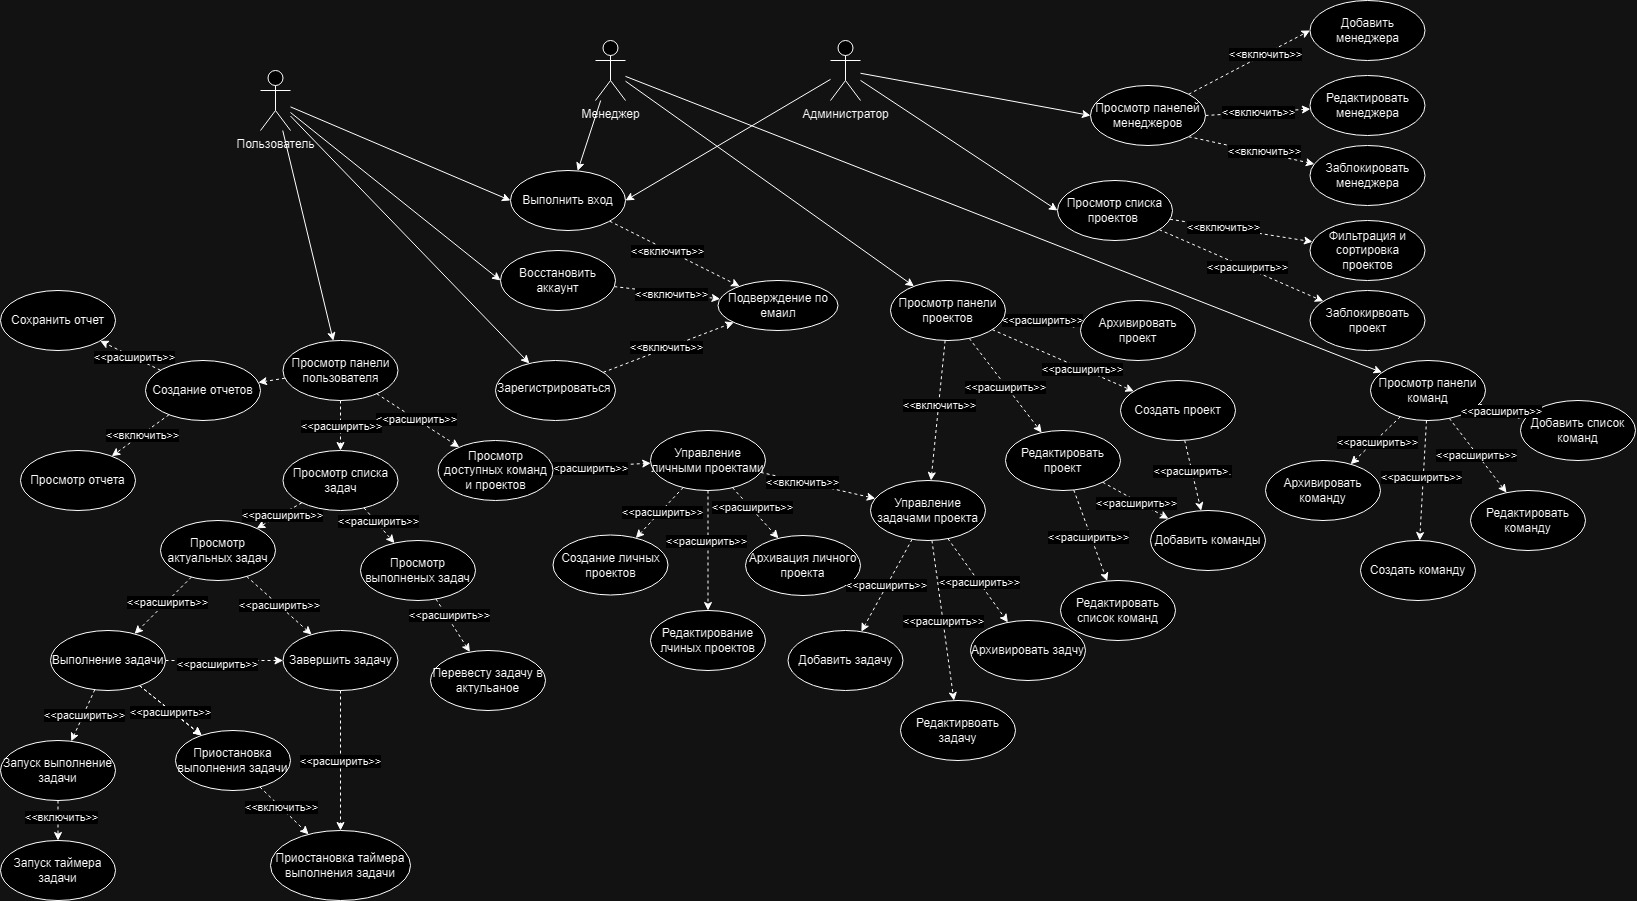 Добавить
менеджера
<<включить>>
Пользователь
Менеджер
Администратор
Просмотр панелей
менеджеров
<<включить>>
Редактировать
менеджера
<<включить>>
Заблокировать
менеджера
Выполнить вход
Просмотр списка
проектов
<<включить>>
Фильтрация и
сортировка
проектов
<<расширить>>
Заблокирвоать
проект
<<включить>>
Восстановить
аккаунт
<<включить>>
Подверждение по
емаил
<<включить>>
Зарегистрироваться
Просмотр панели
проектов
<<расширить>>
Архивировать
проект
<<расширить>>
Создать проект
<<расширить>>
<<включить>>
Сохранить отчет
<<расширить>>
Создание отчетов
Просмотр панели
пользователя
<<включить>>
Просмотр отчета
<<расширить>>
<<расширить>>
Просмотр списка
задач
Просмотр
доступных команд
и проектов
<<расширить>>
Управление
личными проектами
<<включить>>
Управление
задачами проекта
Редактировать
проект
<<расширить>>
<<расширить>.
Добавить команды
<<расширить>>
Редактировать
список команд
Просмотр панели
команд
<<расширить>>
Добавить список
команд
<<расширить>>
Архивировать
команду
<<расширить>>
<<расширить>>
Редактировать
команду
Создать команду
<<расширить>>
<<расширить>>
Просмотр
актуальных задач
Просмотр
выполненых задач
<<расширить>>
<<расширить>>
<<расширить>>
Создание личных
проектов
Архивация личного
проекта
Редактирование
лчиных проектов
<<расширить>>
<<расширить>>
<<расширить>>
Добавить задачу
Архивировать задчу
Редактирвоать
задачу
<<расширить>>
<<расширить>>
<<расширить>>
Выполнение задачи
<<расширить>>
Завершить задачу
Перевесту задачу в
актульаное
<<расширить>>
<<расширить>>
Запуск выполнение
задачи
Приостановка
выполнения задачи
<<расширить>>
<<включить>>
<<включить>>
Запуск таймера
задачи
Приостановка таймера
выполнения задачи